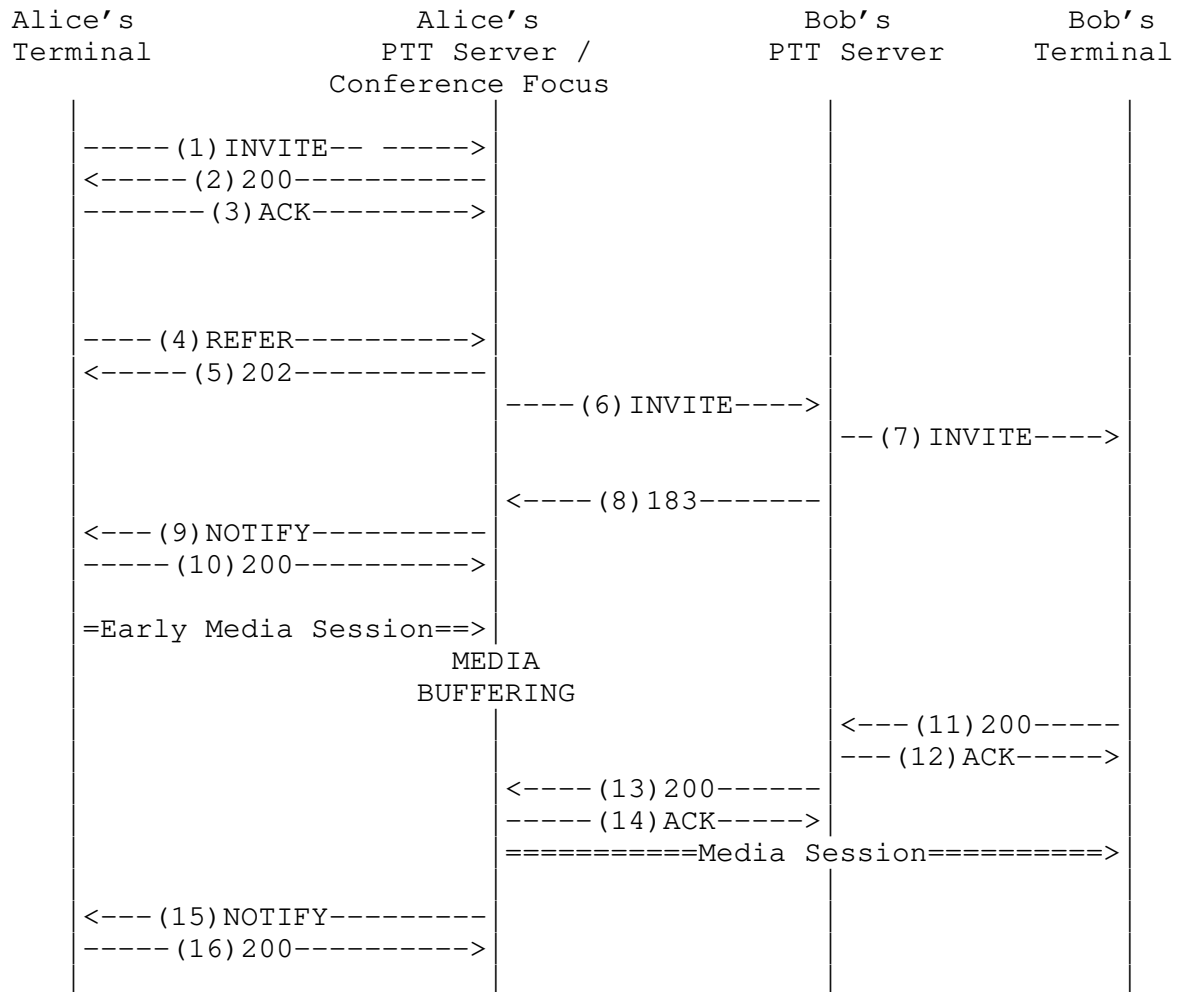 Alice's Alice's Bob's Bob's
Terminal PTT Server / PTT Server Terminal
Conference Focus
-----(1)INVITE-- ----->
<-----(2)200-----------
-------(3)ACK--------->
----(4)REFER---------->
<-----(5)202-----------
----(6)INVITE---->
--(7)INVITE---->
<----(8)183-------
<---(9)NOTIFY----------
-----(10)200---------->
=Early Media Session==>
MEDIA
BUFFERING
<---(11)200-----
---(12)ACK----->
<----(13)200------
-----(14)ACK----->
===========Media Session==========>
<---(15)NOTIFY---------
-----(16)200---------->